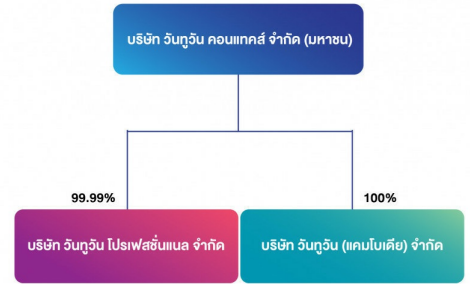 บริษัท วันทูวัน คอนแทคส์ จำกัด (มหาชน)
99.99%
100%
บริษัท วันทูวัน โปรเฟสชั่นแนล จำกัด
บริษัท วันทูวัน (แคมโบเดีย) จำกัด